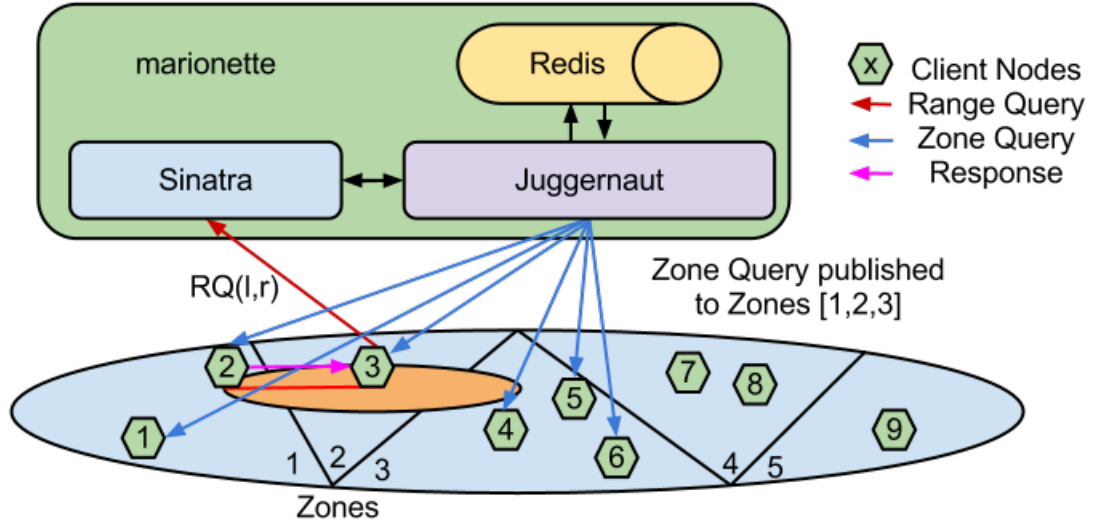 marionette
Redis
Sinatra
Juggernaut
x Client Nodes
Range Query
Zone Query
Response
RQ(l,r)
Zone Query published
to Zones [1,2,3]
2
3
7
8
5
1
4
9
6
1
2
3
4
5
Zones